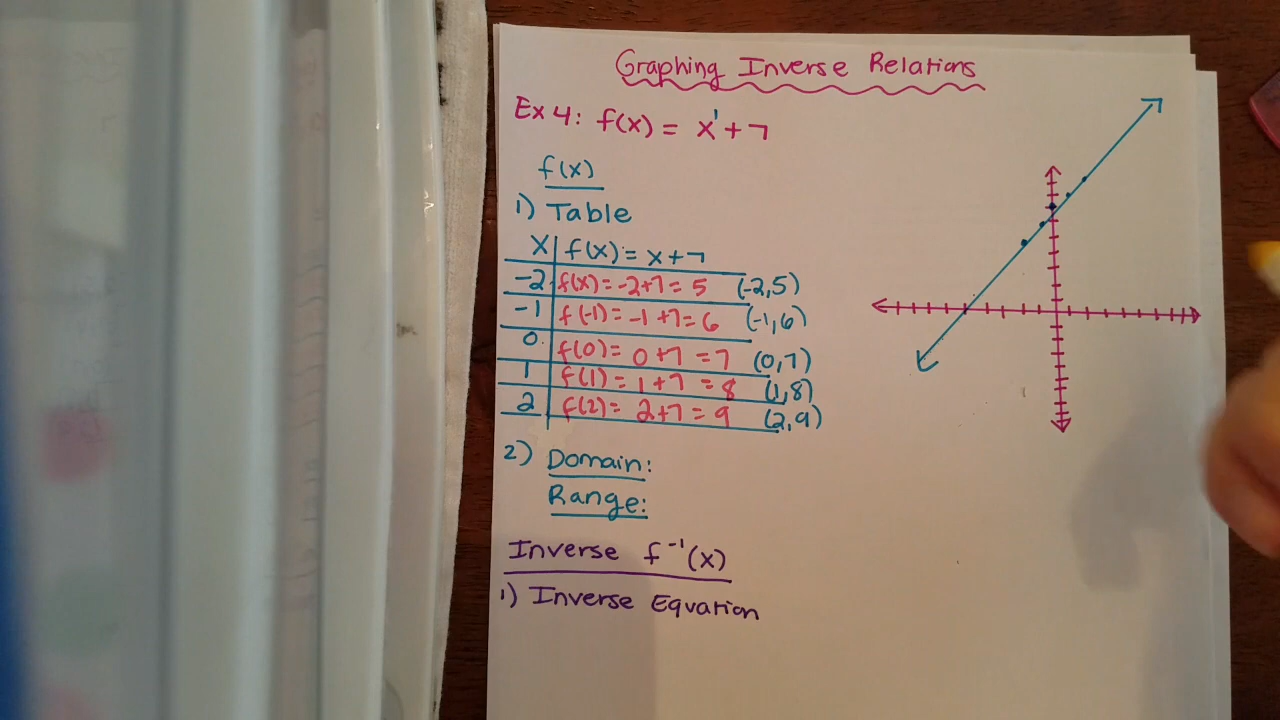 Graphing Inverse Relations
Ex 4: f(x) = x¹ + 7
f(x)
1) Table
x | f(x) = x + 7
-2 | f(x) = -2+7 = 5 (-2,5)
-1 | f(-1) = -1 +7 = 6 (-1,6)
0 | f(0) = 0 +7 = 7 (0,7)
1 | f(1) = 1+7 = 8 (1,8)
2 | f(2) = 2+7 = 9 (2,9)
2) Domain:
Range:
Inverse f⁻¹(x)
1) Inverse Equation